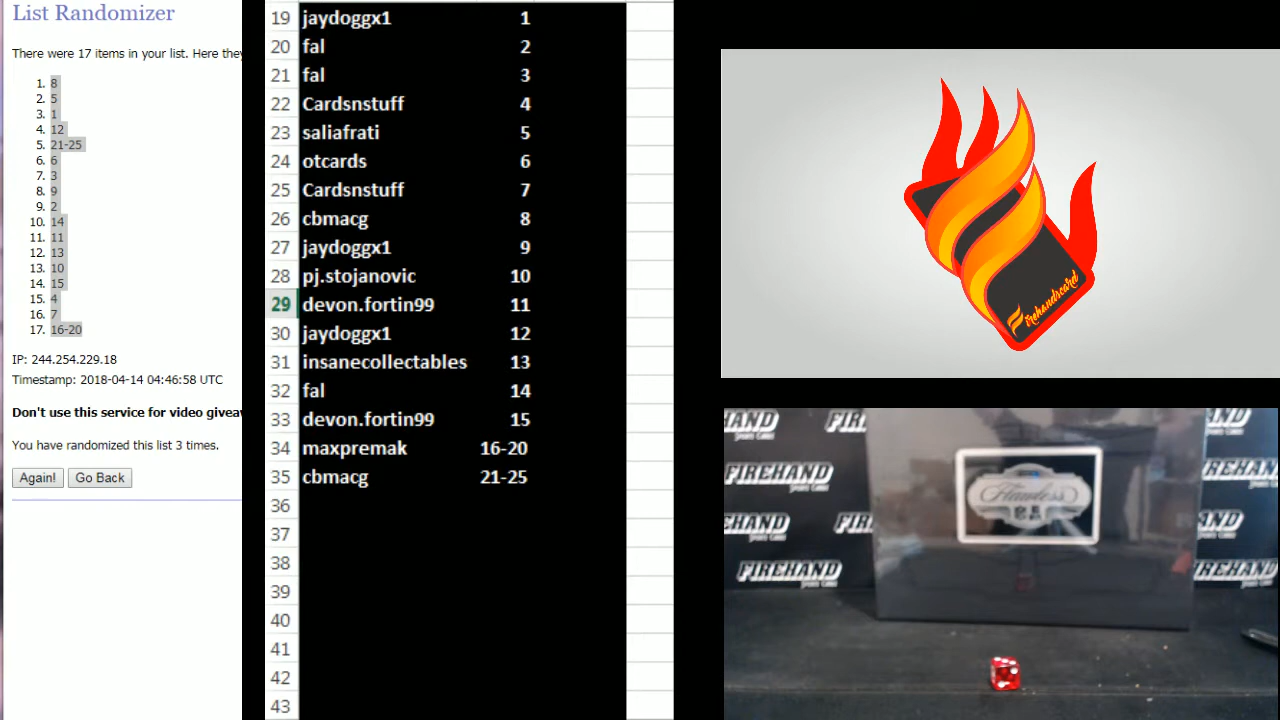 List Randomizer
There were 17 items in your list. Here they
1. 8
2. 5
3. 1
4. 12
5. 21-25
6. 6
7. 3
8. 9
9. 2
10. 14
11. 11
12. 13
13. 10
14. 15
15. 4
16. 7
17. 16-20
IP: 244.254.229.18
Timestamp: 2018-04-14 04:46:58 UTC
Don't use this service for video giveaw
You have randomized this list 3 times.
Again! Go Back
19 jaydoggx1 1
20 fal 2
21 fal 3
22 Cardsnstuff 4
23 saliafrati 5
24 otcards 6
25 Cardsnstuff 7
26 cbmacg 8
27 jaydoggx1 9
28 pj.stojanovic 10
29 devon.fortin99 11
30 jaydoggx1 12
31 insanecollectables 13
32 fal 14
33 devon.fortin99 15
34 maxpremak 16-20
35 cbmacg 21-25
36
37
38
39
40
41
42
43
Firehandscard
FIREHAND
FIREHAND
FIREHAND
FIREHAND
Flawless